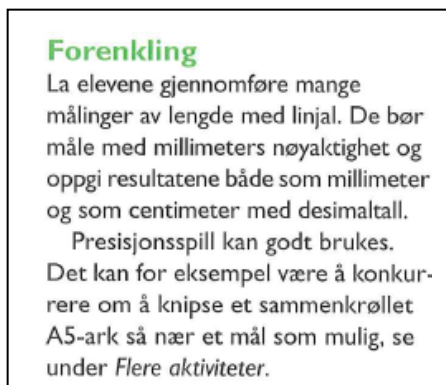 Forenkling
La elevene gjennomføre mange
målinger av lengde med linjal. De bør
måle med millimeters nøyaktighet og
oppgi resultatene både som millimeter
og som centimeter med desimaltall.
Presisjonsspill kan godt brukes.
Det kan for eksempel være å konkur-
rere om å knipse et sammenkrøllet
A5-ark så nær et mål som mulig, se
under Flere aktiviteter.